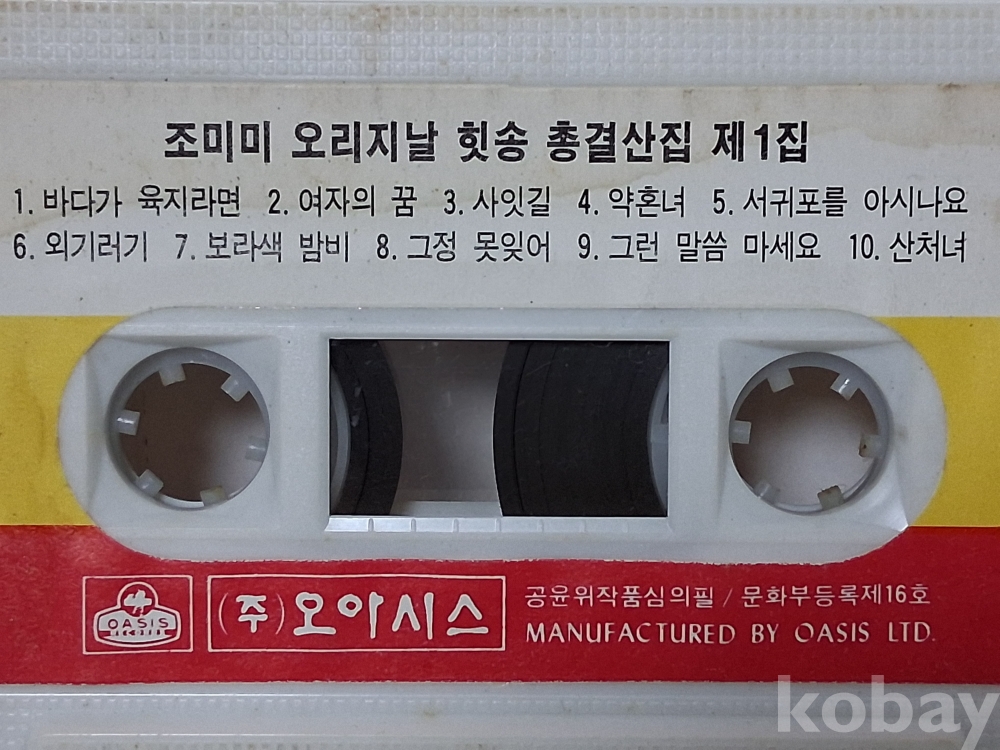 조미미 오리지날 힛송 총결산집 제1집
1. 바다가 육지라면 2. 여자의 꿈 3. 사잇길 4. 약혼녀 5. 서귀포를 아시나요
6. 외기러기 7. 보라색 밤비 8. 그정 못잊어 9. 그런 말씀 마세요 10. 산처녀
OASIS
(주)오아시스
공윤위작품심의필 / 문화부등록제16호
MANUFACTURED BY OASIS LTD.
kobay